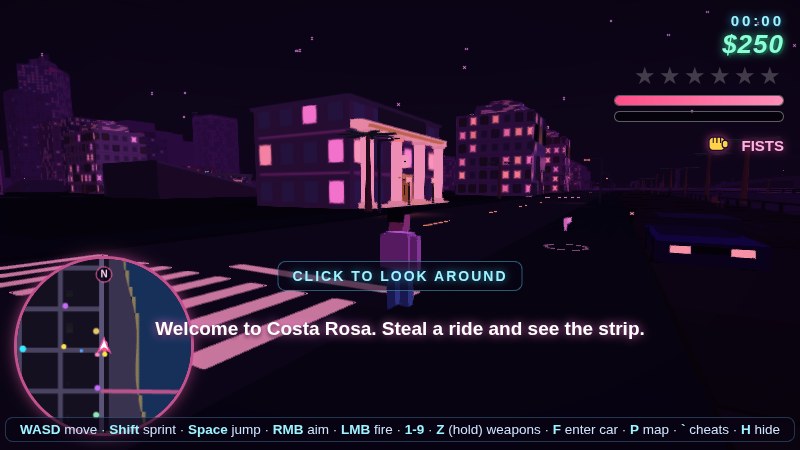 00:00
$250
FISTS
CLICK TO LOOK AROUND
N
Welcome to Costa Rosa. Steal a ride and see the strip.
WASD move · Shift sprint · Space jump · RMB aim · LMB fire · 1-9 · Z (hold) weapons · F enter car · P map · ` cheats · H hide